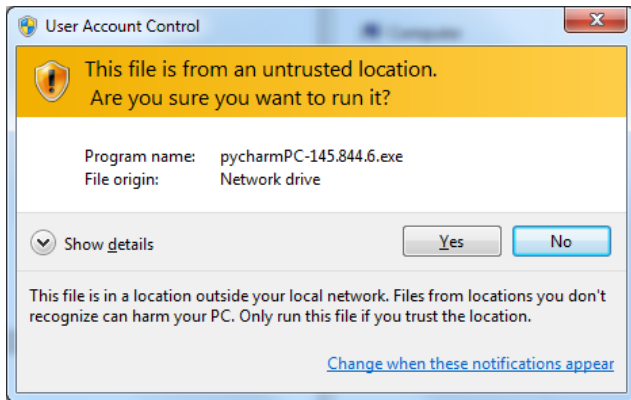 User Account Control
This file is from an untrusted location.
Are you sure you want to run it?
Program name: pycharmPC-145.844.6.exe
File origin: Network drive
Show details Yes No
This file is in a location outside your local network. Files from locations you don't
recognize can harm your PC. Only run this file if you trust the location.
Change when these notifications appear